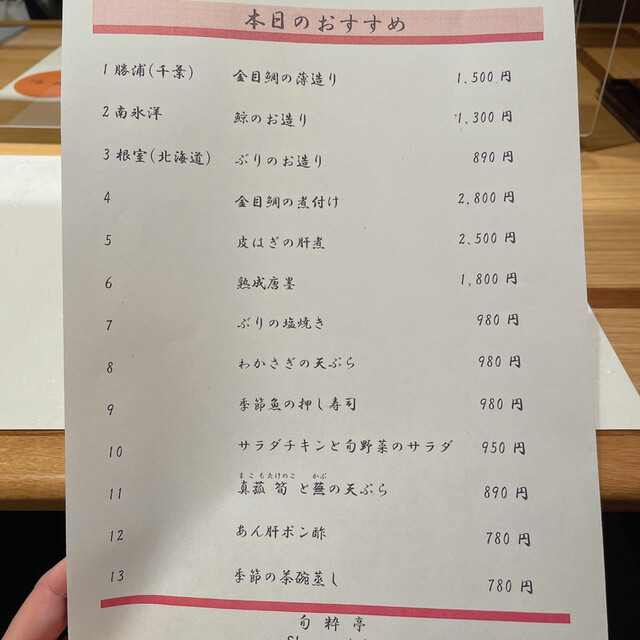 本日のおすすめ
1 勝浦(千葉) 金目鯛の薄造り 1,500円
2 南氷洋 鯨のお造り 1,300円
3 根室(北海道) ぶりのお造り 890円
4 金目鯛の煮付け 2,800円
5 皮はぎの肝煮 2,500円
6 熟成唐墨 1,800円
7 ぶりの塩焼き 980円
8 わかさぎの天ぷら 980円
9 季節魚の押し寿司 980円
10 サラダチキンと旬野菜のサラダ 950円
まこもたけのこ かぶ
11 真菰筍と蕪の天ぷら 890円
12 あん肝ポン酢 780円
13 季節の茶碗蒸し 780円
旬粋亭